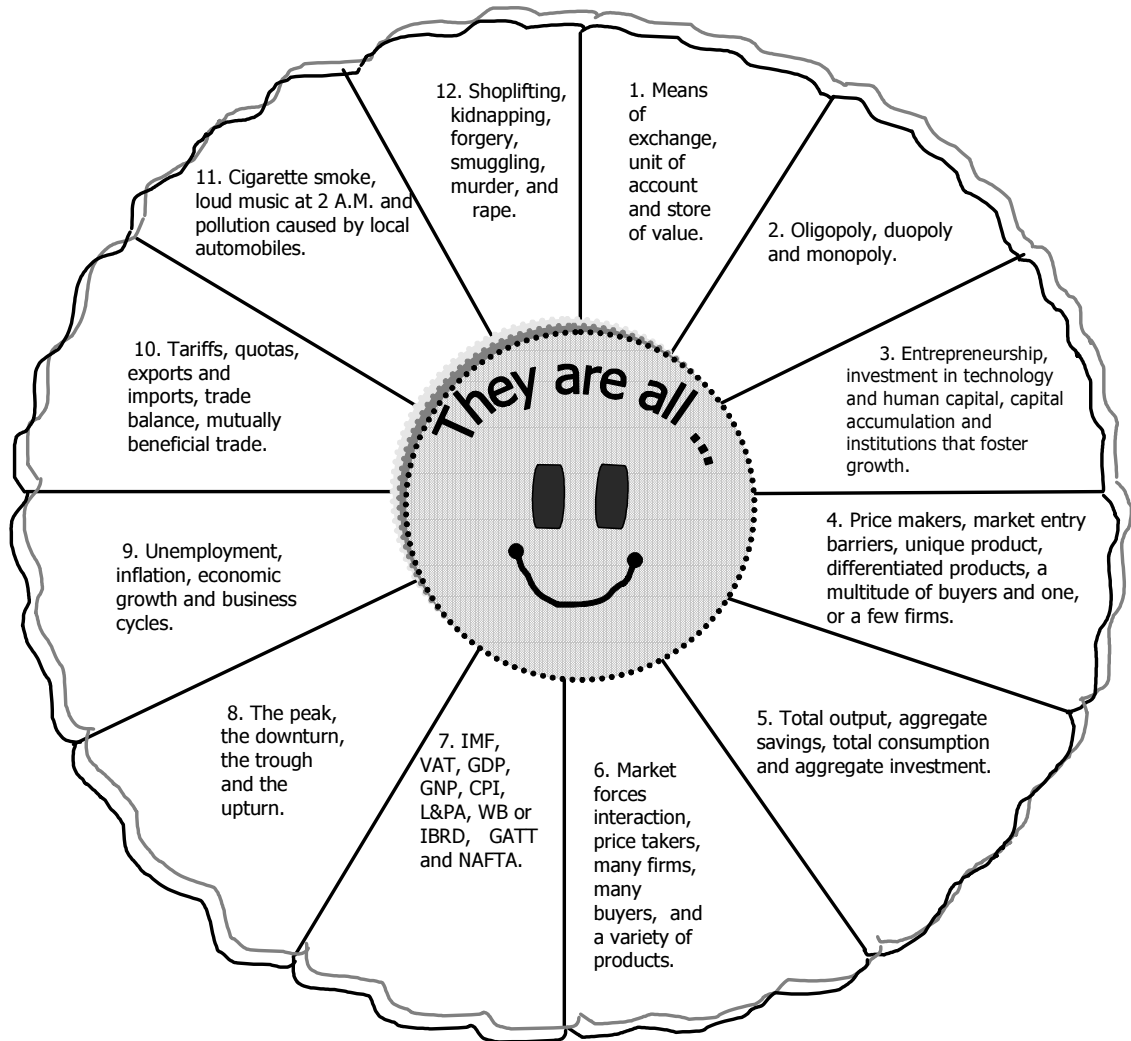 They are all ...
1. Means
of
exchange,
unit of
account
and store
of value.
2. Oligopoly, duopoly
and monopoly.
3. Entrepreneurship,
investment in technology
and human capital, capital
accumulation and
institutions that foster
growth.
4. Price makers, market entry
barriers, unique product,
differentiated products, a
multitude of buyers and one,
or a few firms.
5. Total output, aggregate
savings, total consumption
and aggregate investment.
6. Market
forces
interaction,
price takers,
many firms,
many
buyers, and
a variety of
products.
7. IMF,
VAT, GDP,
GNP, CPI,
L&PA, WB or
IBRD, GATT
and NAFTA.
8. The peak,
the downturn,
the trough
and the
upturn.
9. Unemployment,
inflation, economic
growth and business
cycles.
10. Tariffs, quotas,
exports and
imports, trade
balance, mutually
beneficial trade.
11. Cigarette smoke,
loud music at 2 A.M. and
pollution caused by local
automobiles.
12. Shoplifting,
kidnapping,
forgery,
smuggling,
murder, and
rape.